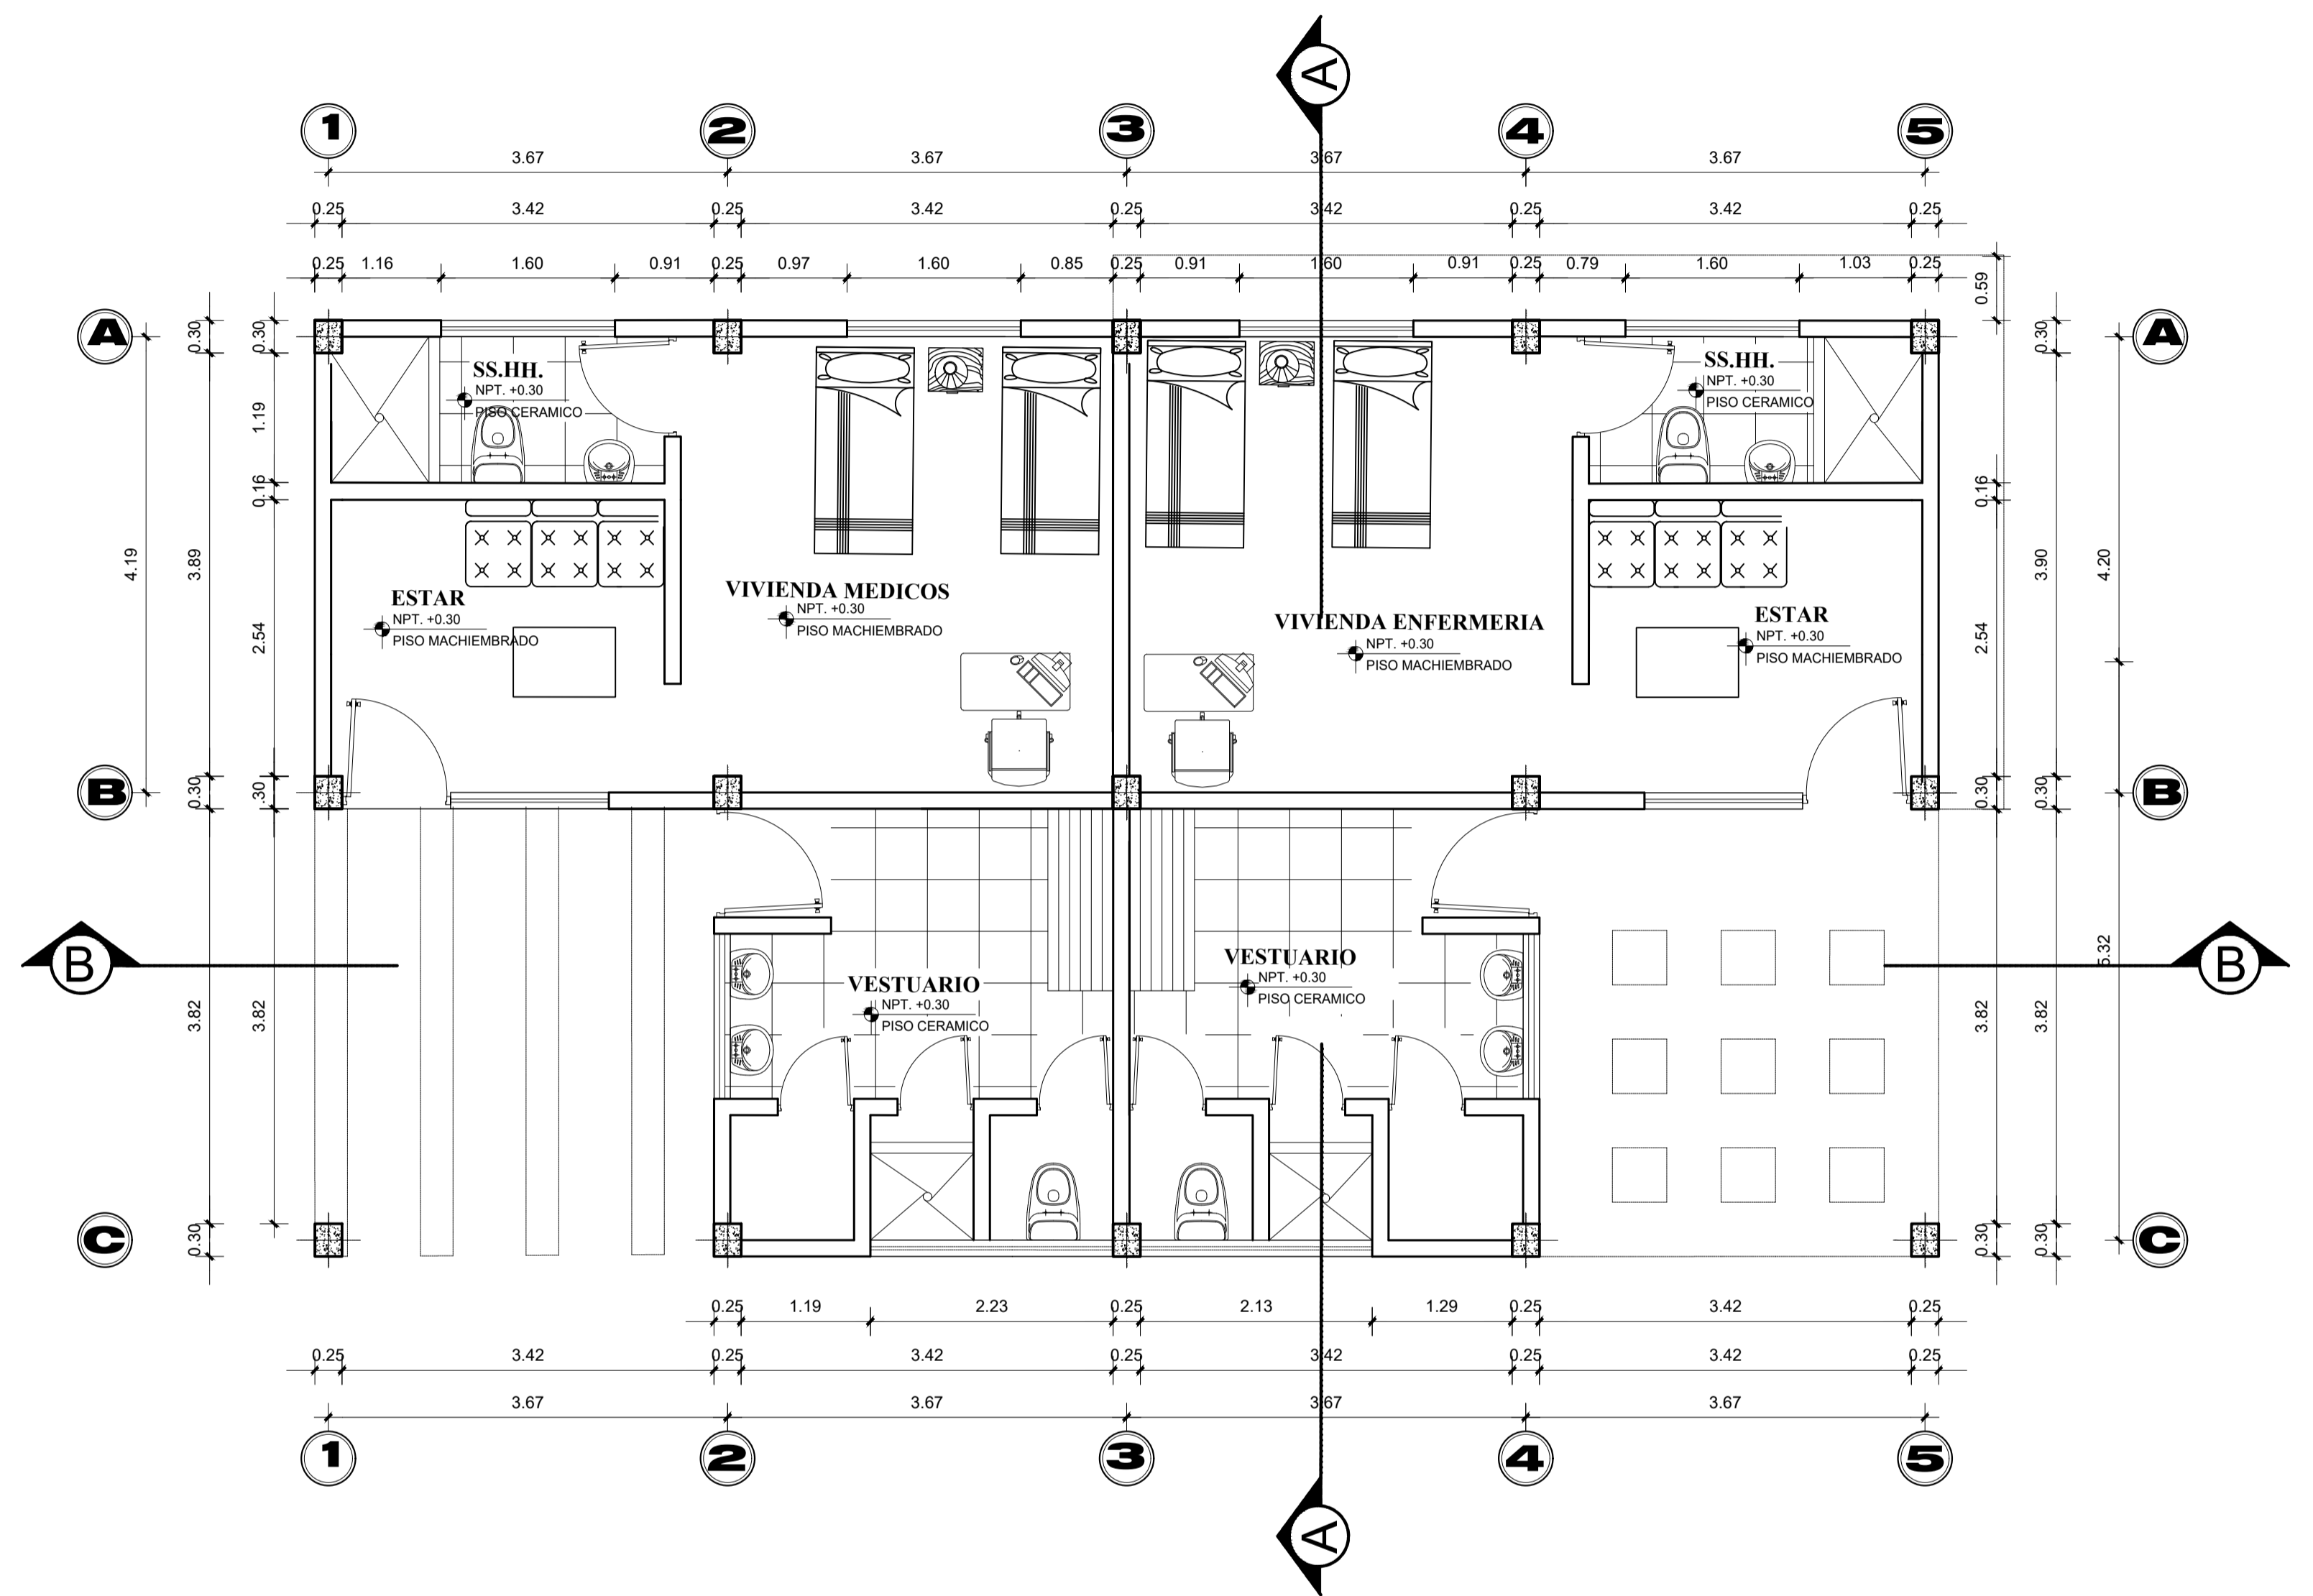 A
1 2 3 4 5
3.67 3.67 3.67 3.67
0.25 3.42 0.25 3.42 0.25 3.42 0.25 3.42 0.25
0.25 1.16 1.60 0.91 0.25 0.97 1.60 0.85 0.25 0.91 1.60 0.91 0.25 0.79 1.60 1.03 0.25
0.59
A 0.30 0.30 0.30 A
SS.HH.
NPT. +0.30
PISO CERAMICO
SS.HH.
NPT. +0.30
PISO CERAMICO
1.19
0.16 0.16
4.19 3.89 3.90 4.20
2.54 2.54
ESTAR
NPT. +0.30
PISO MACHIEMBRADO
VIVIENDA MEDICOS
NPT. +0.30
PISO MACHIEMBRADO
VIVIENDA ENFERMERIA
NPT. +0.30
PISO MACHIEMBRADO
ESTAR
NPT. +0.30
PISO MACHIEMBRADO
B 0.30 .30 0.30 0.30 B
B 5.32 B
VESTUARIO
NPT. +0.30
PISO CERAMICO
VESTUARIO
NPT. +0.30
PISO CERAMICO
3.82 3.82 3.82 3.82
C 0.30 0.30 0.30 C
0.25 1.19 2.23 0.25 2.13 1.29 0.25 3.42 0.25
0.25 3.42 0.25 3.42 0.25 3.42 0.25 3.42 0.25
3.67 3.67 3.67 3.67
1 2 3 4 5
A